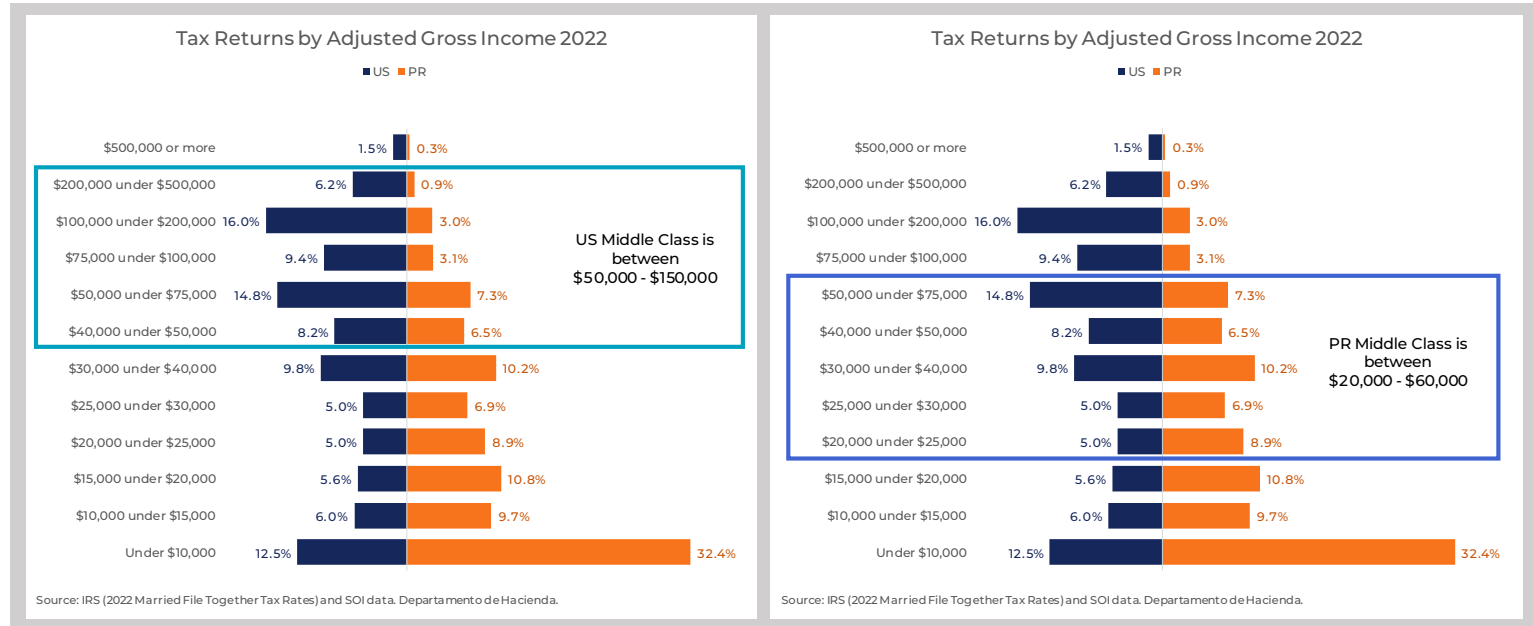 Tax Returns by Adjusted Gross Income 2022
US PR
$500,000 or more 1.5% 0.3%
$200,000 under $500,000 6.2% 0.9%
$100,000 under $200,000 16.0% 3.0%
$75,000 under $100,000 9.4% 3.1%
$50,000 under $75,000 14.8% 7.3%
$40,000 under $50,000 8.2% 6.5%
$30,000 under $40,000 9.8% 10.2%
$25,000 under $30,000 5.0% 6.9%
$20,000 under $25,000 5.0% 8.9%
$15,000 under $20,000 5.6% 10.8%
$10,000 under $15,000 6.0% 9.7%
Under $10,000 12.5% 32.4%
US Middle Class is
between
$50,000 - $150,000
Source: IRS (2022 Married File Together Tax Rates) and SOI data. Departamento de Hacienda.
Tax Returns by Adjusted Gross Income 2022
US PR
$500,000 or more 1.5% 0.3%
$200,000 under $500,000 6.2% 0.9%
$100,000 under $200,000 16.0% 3.0%
$75,000 under $100,000 9.4% 3.1%
$50,000 under $75,000 14.8% 7.3%
$40,000 under $50,000 8.2% 6.5%
$30,000 under $40,000 9.8% 10.2%
$25,000 under $30,000 5.0% 6.9%
$20,000 under $25,000 5.0% 8.9%
$15,000 under $20,000 5.6% 10.8%
$10,000 under $15,000 6.0% 9.7%
Under $10,000 12.5% 32.4%
PR Middle Class is
between
$20,000 - $60,000
Source: IRS (2022 Married File Together Tax Rates) and SOI data. Departamento de Hacienda.